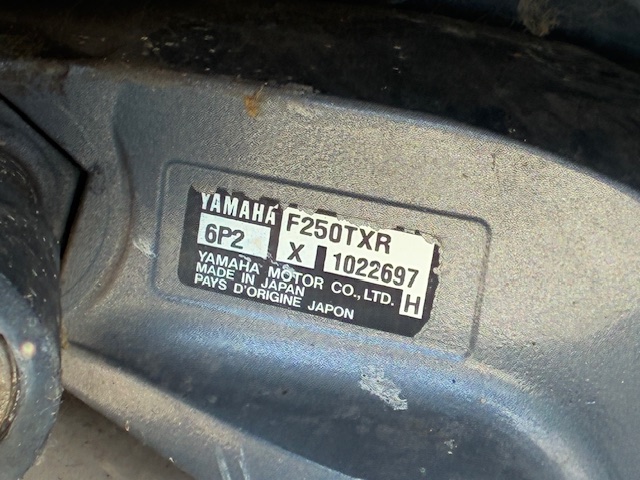 YAMAHA F250TXR
6P2 X 1022697
YAMAHA MOTOR CO., LTD. H
MADE IN JAPAN
PAYS D'ORIGINE JAPON